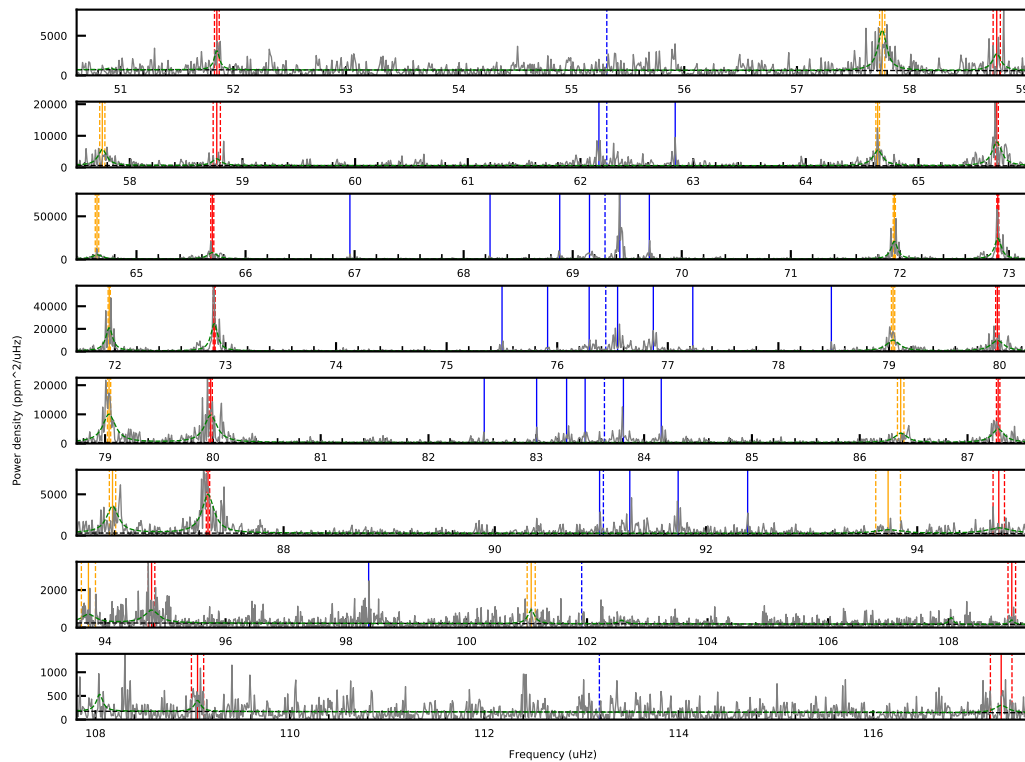 5000
0
51 52 53 54 55 56 57 58 59
20000
10000
0
58 59 60 61 62 63 64 65
50000
0
65 66 67 68 69 70 71 72 73
40000
20000
0
72 73 74 75 76 77 78 79 80
20000
10000
0
79 80 81 82 83 84 85 86 87
5000
0
88 90 92 94
2000
0
94 96 98 100 102 104 106 108
1000
500
0
108 110 112 114 116
Power density (ppm^2/uHz)
Frequency (uHz)